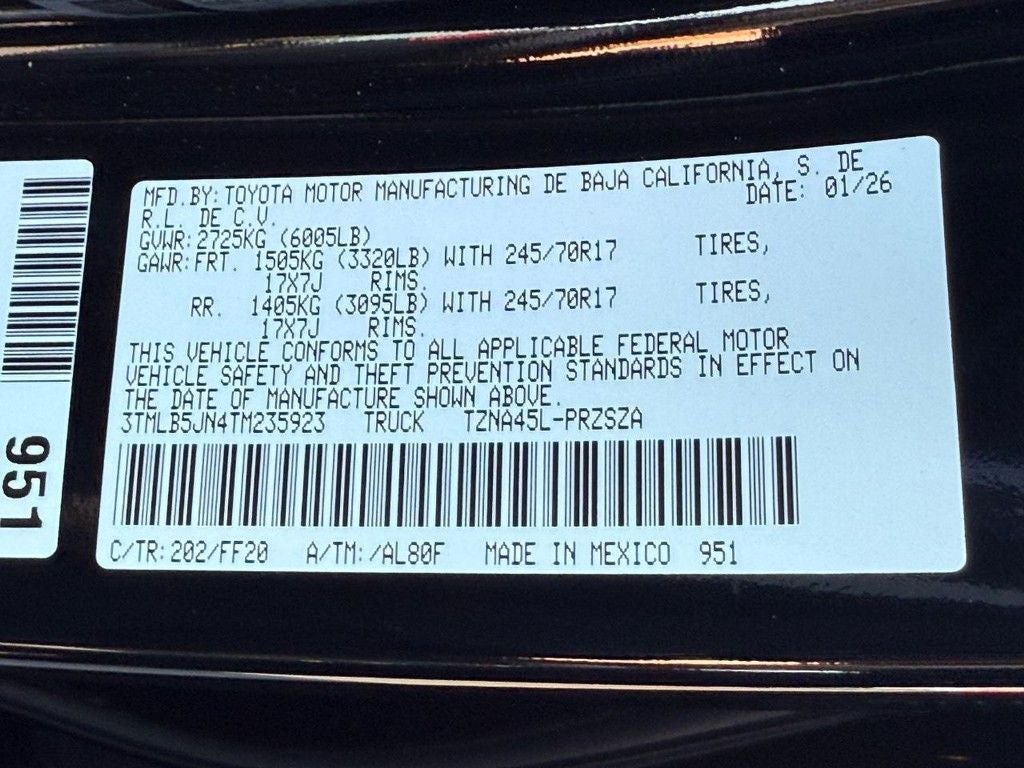 MFD.BY: TOYOTA MOTOR MANUFACTURING DE BAJA CALIFORNIA, S. DE
R.L. DE C.V. DATE: 01/26
GVWR: 2725KG (6005LB)
GAWR: FRT. 1505KG (3320LB) WITH 245/70R17 TIRES,
17X7J RIMS.
RR. 1405KG (3095LB) WITH 245/70R17 TIRES,
17X7J RIMS.
THIS VEHICLE CONFORMS TO ALL APPLICABLE FEDERAL MOTOR
VEHICLE SAFETY AND THEFT PREVENTION STANDARDS IN EFFECT ON
THE DATE OF MANUFACTURE SHOWN ABOVE.
3TMLB5JN4TM235923 TRUCK TZNA45L-PRZSZA
C/TR: 202/FF20 A/TM: /AL80F MADE IN MEXICO 951
951